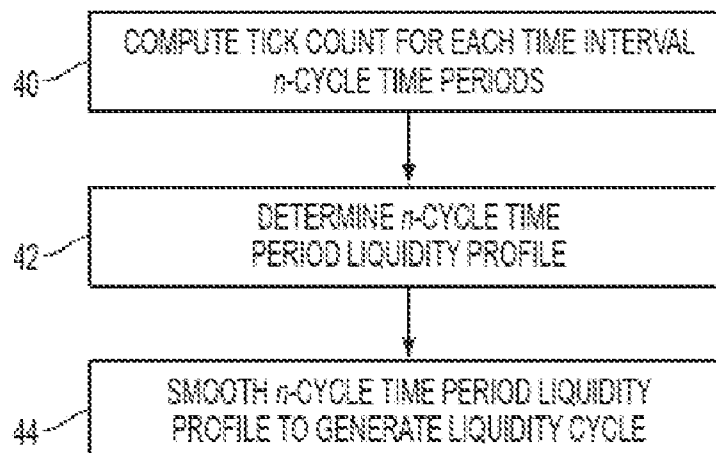 COMPUTE TICK COUNT FOR EACH TIME INTERVAL
n-CYCLE TIME PERIODS
40
DETERMINE n-CYCLE TIME
PERIOD LIQUIDITY PROFILE
42
SMOOTH n-CYCLE TIME PERIOD LIQUIDITY
PROFILE TO GENERATE LIQUIDITY CYCLE
44